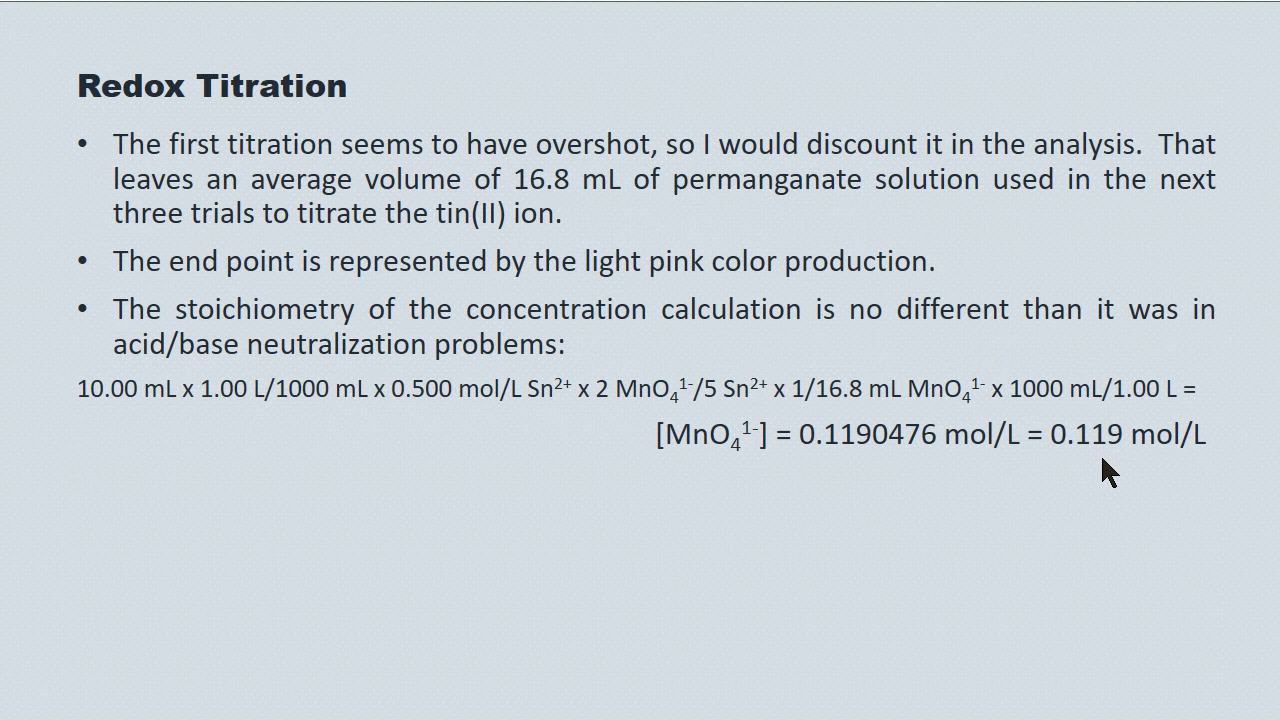 Redox Titration
• The first titration seems to have overshot, so I would discount it in the analysis.  That
leaves an average volume of 16.8 mL of permanganate solution used in the next
three trials to titrate the tin(II) ion.
• The end point is represented by the light pink color production.
• The stoichiometry of the concentration calculation is no different than it was in
acid/base neutralization problems:
10.00 mL x 1.00 L/1000 mL x 0.500 mol/L Sn²⁺ x 2 MnO₄¹⁻/5 Sn²⁺ x 1/16.8 mL MnO₄¹⁻ x 1000 mL/1.00 L =
[MnO₄¹⁻] = 0.1190476 mol/L = 0.119 mol/L